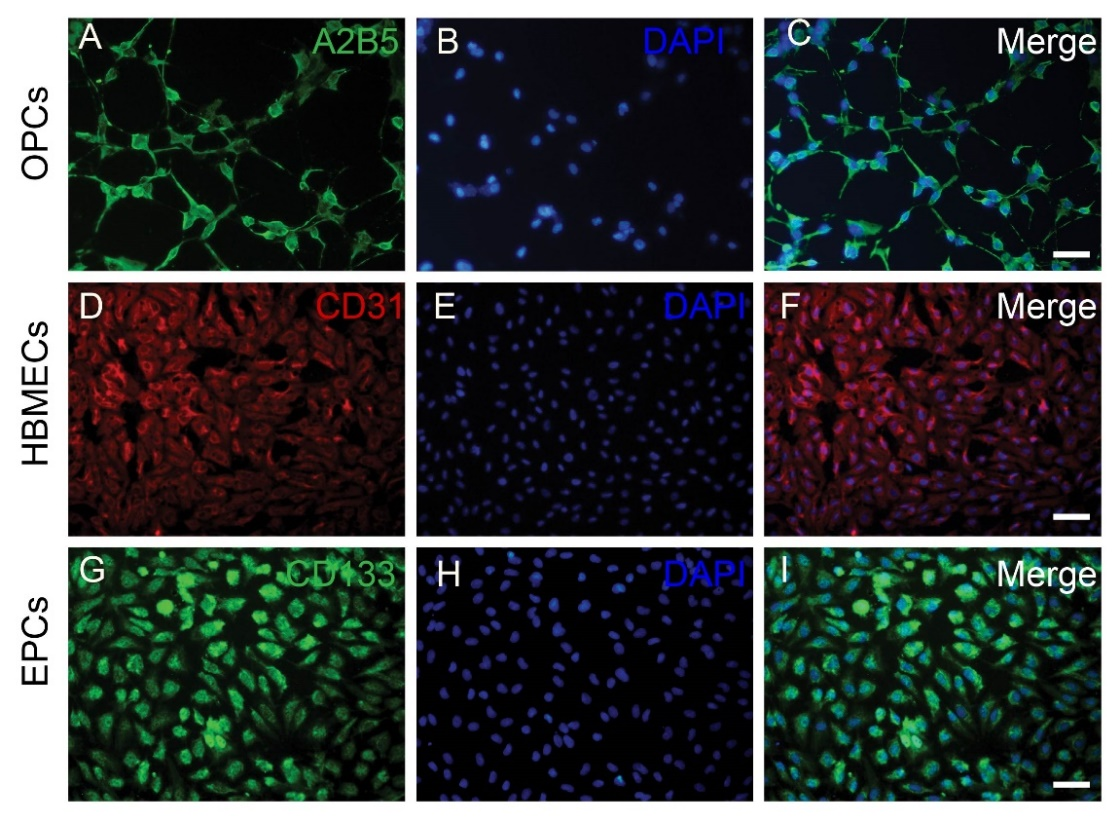 OPCs
A A2B5
B DAPI
C Merge
HBMECs
D CD31
E DAPI
F Merge
EPCs
G CD133
H DAPI
I Merge